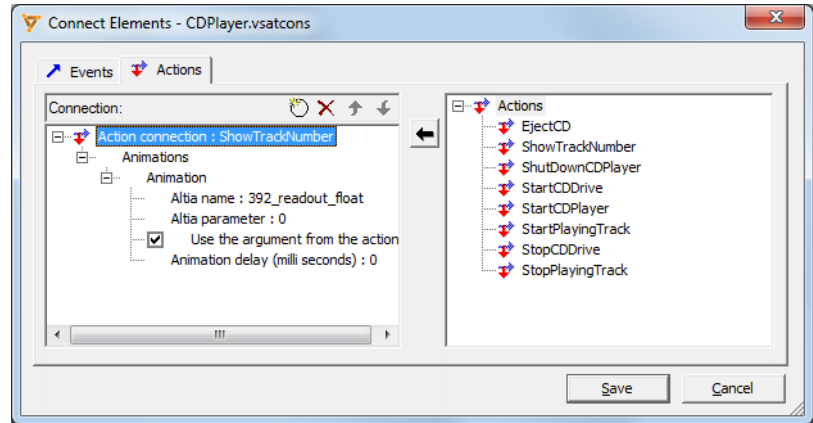 Connect Elements - CDPlayer.vsatcons
Events
Actions
Connection:
Action connection : ShowTrackNumber
Animations
Animation
Altia name : 392_readout_float
Altia parameter : 0
Use the argument from the action
Animation delay (milli seconds) : 0
Actions
EjectCD
ShowTrackNumber
ShutDownCDPlayer
StartCDDrive
StartCDPlayer
StartPlayingTrack
StopCDDrive
StopPlayingTrack
Save
Cancel